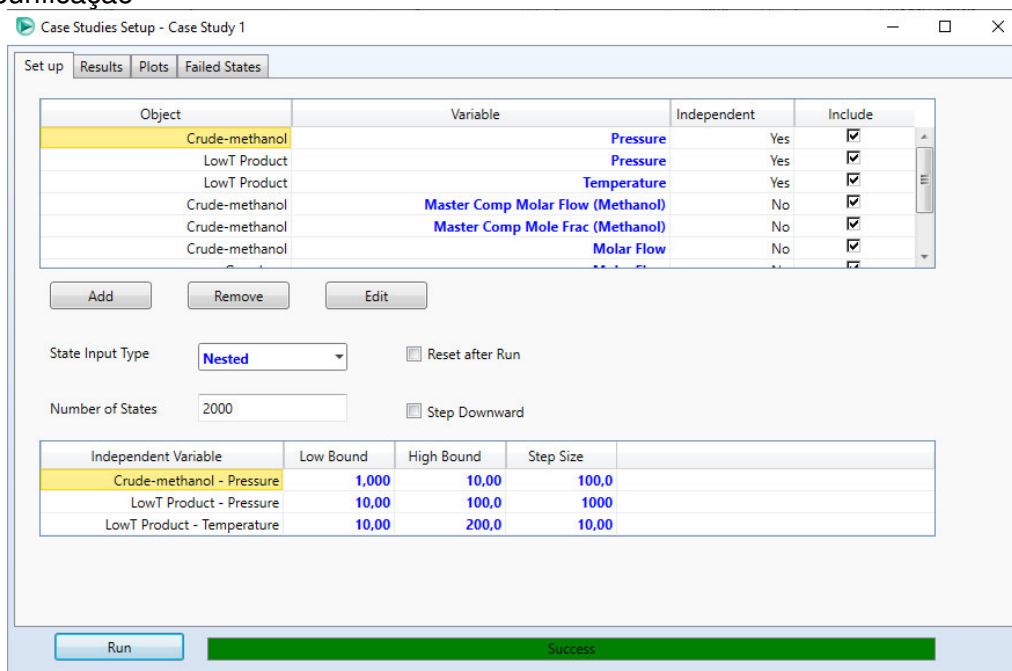 Case Studies Setup - Case Study 1
Set up Results Plots Failed States
Object Variable Independent Include
Crude-methanol Pressure Yes
LowT Product Pressure Yes
LowT Product Temperature Yes
Crude-methanol Master Comp Molar Flow (Methanol) No
Crude-methanol Master Comp Mole Frac (Methanol) No
Crude-methanol Molar Flow No
Add Remove Edit
State Input Type Nested Reset after Run
Number of States 2000 Step Downward
Independent Variable Low Bound High Bound Step Size
Crude-methanol - Pressure 1,000 10,00 100,0
LowT Product - Pressure 10,00 100,0 1000
LowT Product - Temperature 10,00 200,0 10,00
Run Success